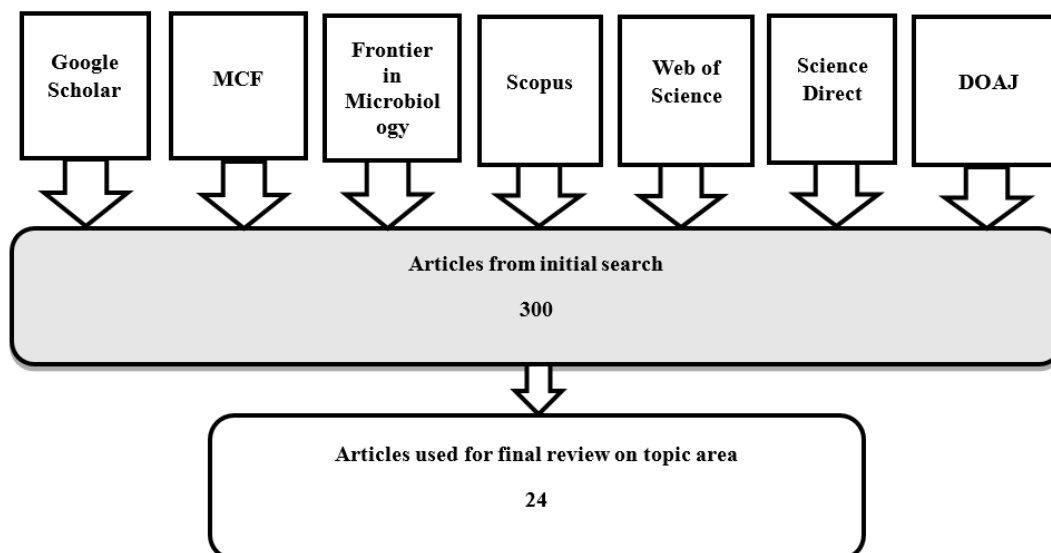 Google
Scholar
MCF
Frontier
in
Microbiol
ogy
Scopus
Web of
Science
Science
Direct
DOAJ
Articles from initial search
300
Articles used for final review on topic area
24